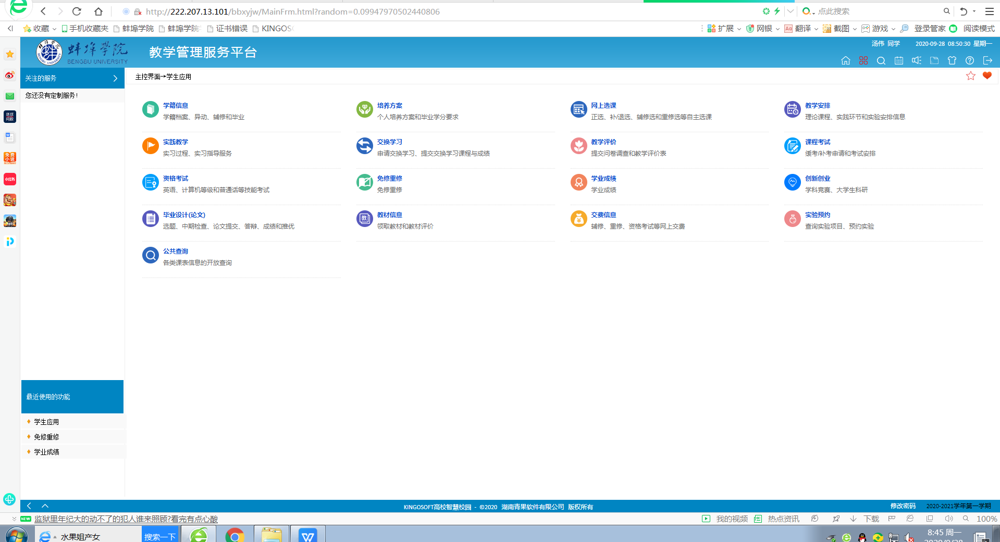 http://222.207.13.101/bbxyjw/MainFrm.html?random=0.09947970502440806
点此搜索
收藏 手机收藏夹 蚌埠学院 蚌埠学院 证书错误 KINGOS
扩展 网银 翻译 截图 游戏 登录管家 阅读模式
蚌埠学院
BENGBU UNIVERSITY
教学管理服务平台
汤伟 同学 2020-09-28 08:50:30 星期一
关注的服务
主控界面→学生应用
您还没有定制服务!
学籍信息
学籍档案、异动、辅修和毕业
培养方案
个人培养方案和毕业学分要求
网上选课
正选、补/退选、辅修选和重修选等自主选课
教学安排
理论课程、实践环节和实验安排信息
实践教学
实习过程、实习指导服务
交换学习
申请交换学习、提交交换学习课程与成绩
教学评价
提交问卷调查和教学评价表
课程考试
缓考/补考申请和考试安排
资格考试
英语、计算机等级和普通话等技能考试
免修重修
免修重修
学业成绩
学业成绩
创新创业
学科竞赛、大学生科研
毕业设计(论文)
选题、中期检查、论文提交、答辩、成绩和推优
教
教材信息
领取教材和教材评价
交费信息
辅修、重修、资格考试等网上交费
实验预约
查询实验项目、预约实验
公共查询
各类课表信息的开放查询
环球
网校
免费
小说
小红书
最近使用的功能
学生应用
免修重修
学业成绩
KINGOSOFT高校智慧校园 - ©2020 湖南青果软件有限公司 版权所有
修改密码 2020-2021学年第一学期
NEW 监狱里年纪大的动不了的犯人谁来照顾?看完有点心酸
我的视频 热点资讯 下载 100%
水果姐产女 搜索一下
8:45 周一
2020/9/28